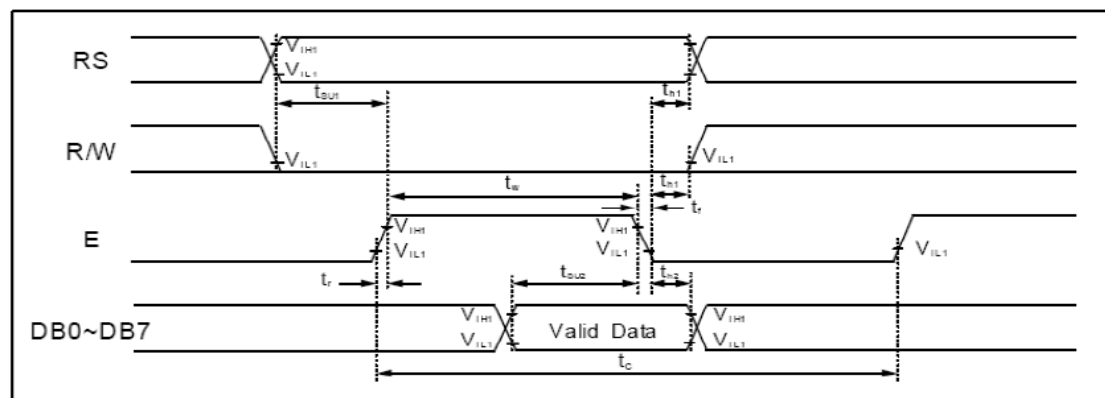 RS
VIH1
VIL1
tSU1
th1
R/W
VIL1
VIL1
tw
th1
tf
E
VIH1
VIH1
VIL1
VIL1
VIL1
tr
tSU2
th2
DB0~DB7
VIH1
Valid Data
VIH1
VIL1
VIL1
tC